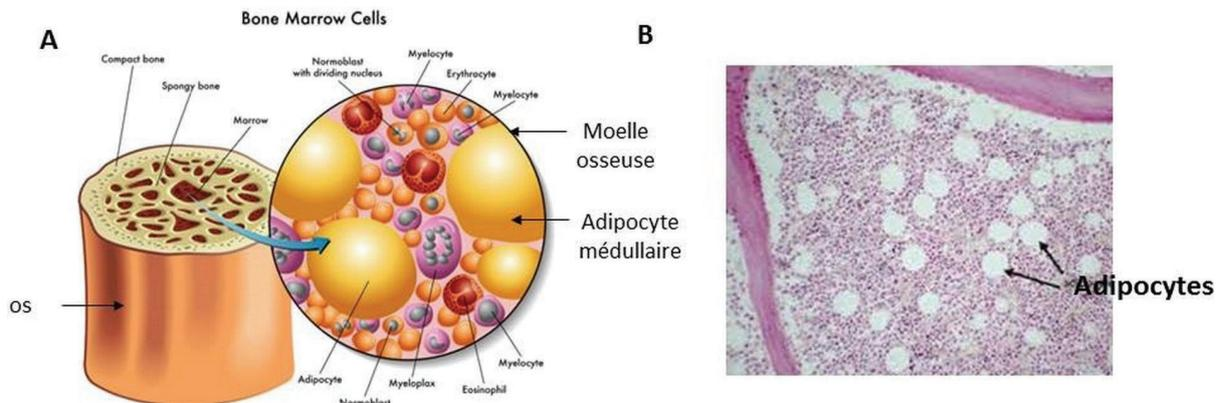 Bone Marrow Cells
A
B
Compact bone
Spongy bone
Marrow
Normoblast
with dividing nucleus
Myelocyte
Erythrocyte
Myelocyte
Moelle
osseuse
Adipocyte
médullaire
os
Adipocytes
Adipocyte
Normoblast
Myeloplax
Eosinophil
Myelocyte